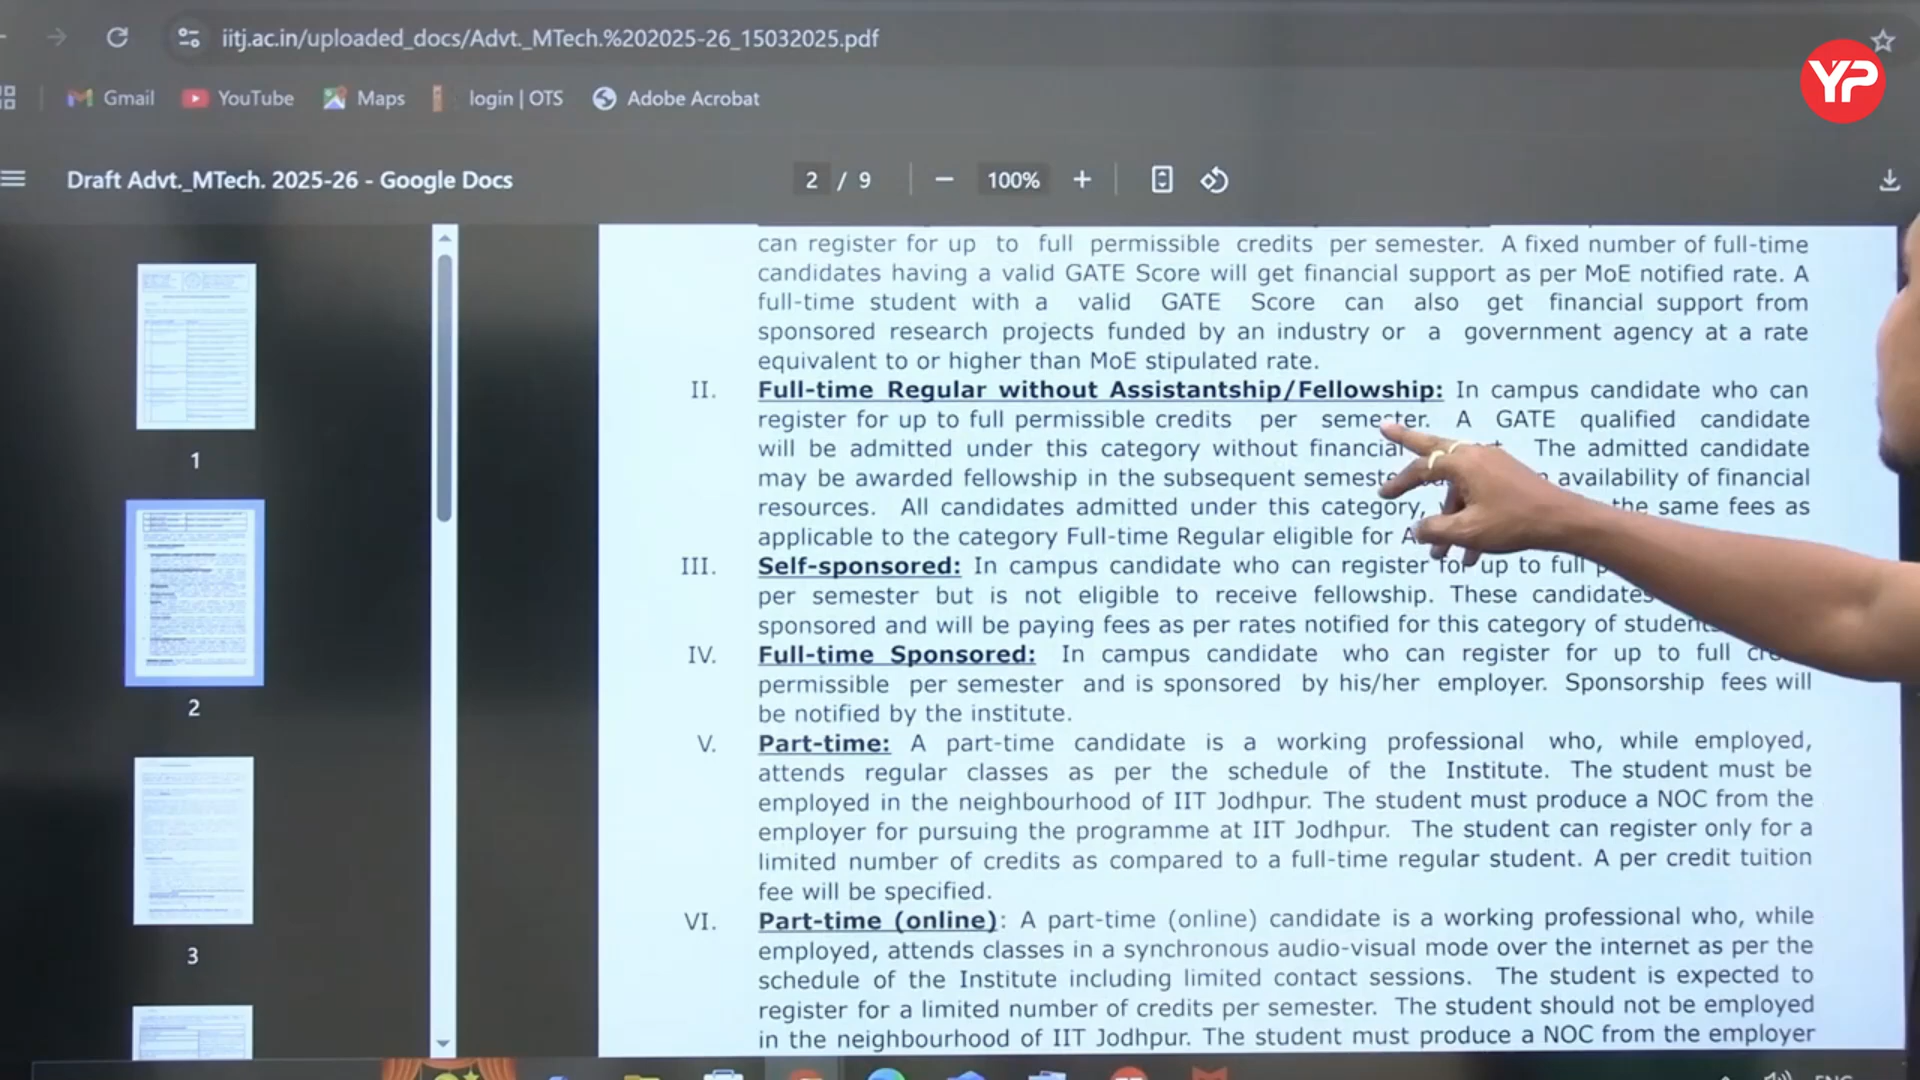 iitj.ac.in/uploaded_docs/Advt._MTech.%202025-26_15032025.pdf
YP
Gmail YouTube Maps login | OTS Adobe Acrobat
Draft Advt._MTech. 2025-26 - Google Docs 2 / 9 100%
can register for up to full permissible credits per semester. A fixed number of full-time
candidates having a valid GATE Score will get financial support as per MoE notified rate. A
full-time student with a valid GATE Score can also get financial support from
sponsored research projects funded by an industry or a government agency at a rate
equivalent to or higher than MoE stipulated rate.
II. Full-time Regular without Assistantship/Fellowship: In campus candidate who can
register for up to full permissible credits per semester. A GATE qualified candidate
will be admitted under this category without financial The admitted candidate
may be awarded fellowship in the subsequent availability of financial
resources. All candidates admitted under this category, the same fees as
applicable to the category Full-time Regular eligible for
III. Self-sponsored: In campus candidate who can register for up to full
per semester but is not eligible to receive fellowship. These candidates
sponsored and will be paying fees as per rates notified for this category of students
IV. Full-time Sponsored: In campus candidate who can register for up to full
permissible per semester and is sponsored by his/her employer. Sponsorship fees will
be notified by the institute.
V. Part-time: A part-time candidate is a working professional who, while employed,
attends regular classes as per the schedule of the Institute. The student must be
employed in the neighbourhood of IIT Jodhpur. The student must produce a NOC from the
employer for pursuing the programme at IIT Jodhpur. The student can register only for a
limited number of credits as compared to a full-time regular student. A per credit tuition
fee will be specified.
VI. Part-time (online): A part-time (online) candidate is a working professional who, while
employed, attends classes in a synchronous audio-visual mode over the internet as per the
schedule of the Institute including limited contact sessions. The student is expected to
register for a limited number of credits per semester. The student should not be employed
in the neighbourhood of IIT Jodhpur. The student must produce a NOC from the employer
1
2
3
ENG